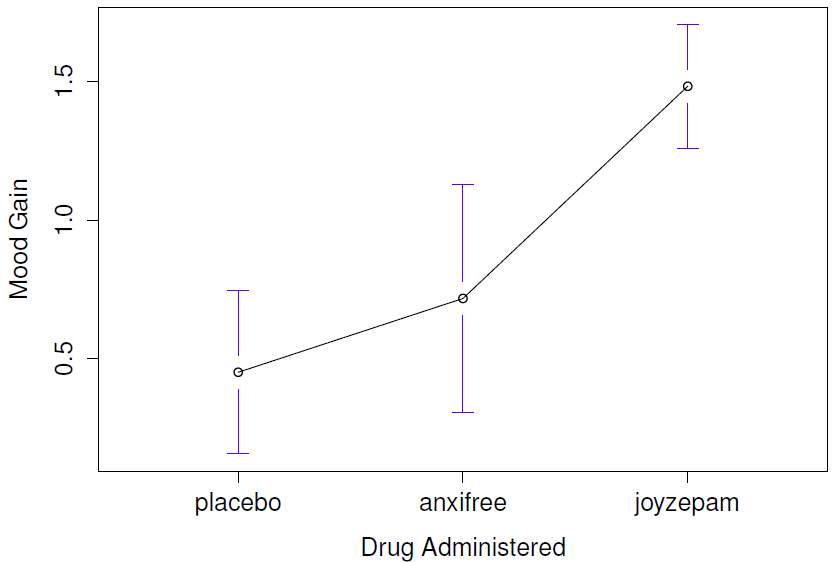 Mood Gain
1.5
1.0
0.5
placebo anxifree joyzepam
Drug Administered